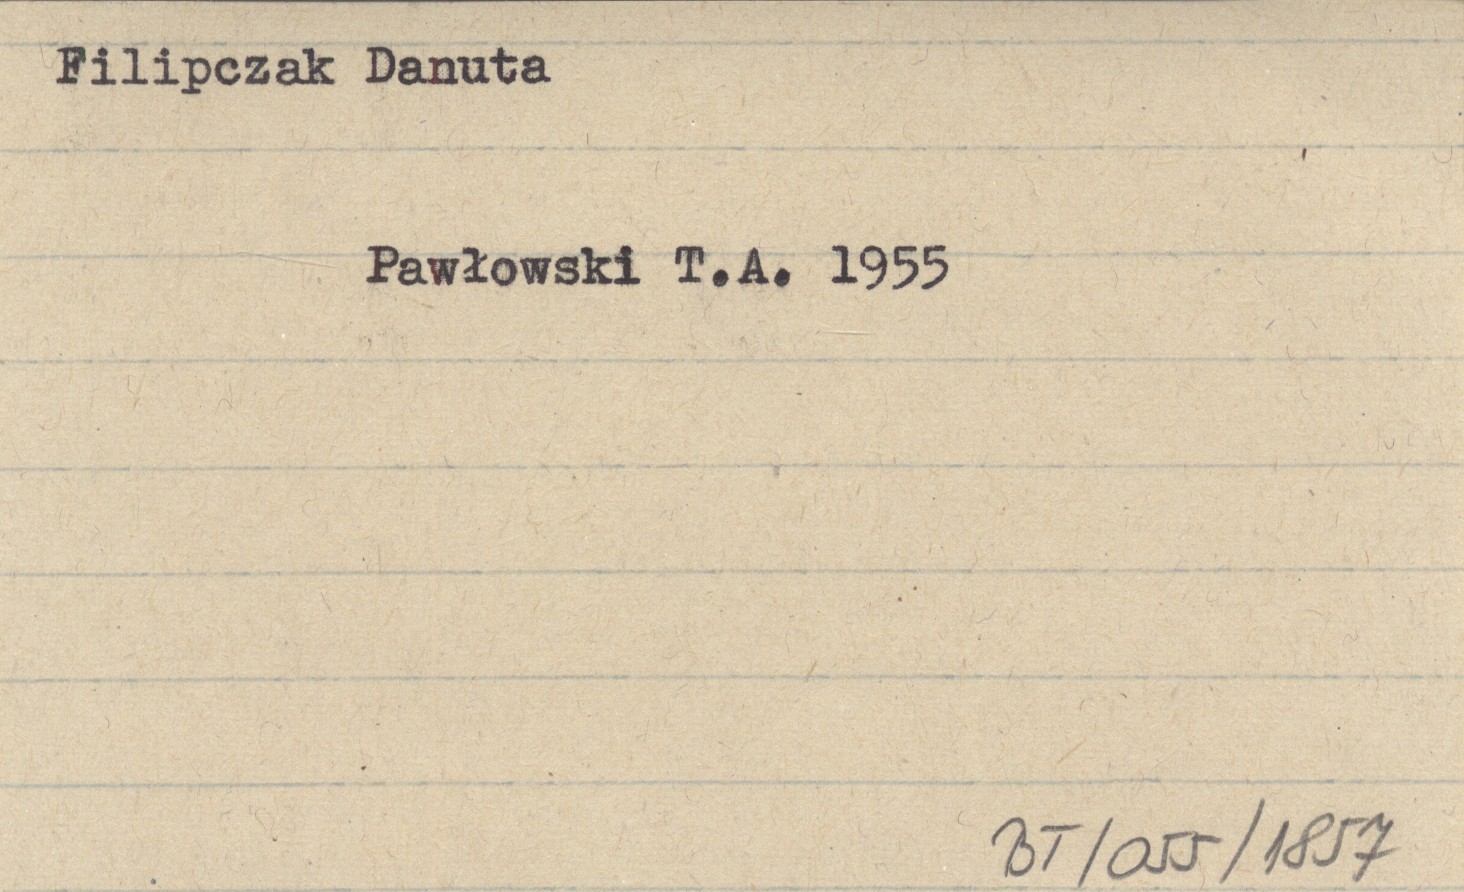 Filipczak Danuta
Pawłowski T.A. 1955
BT/055/1857